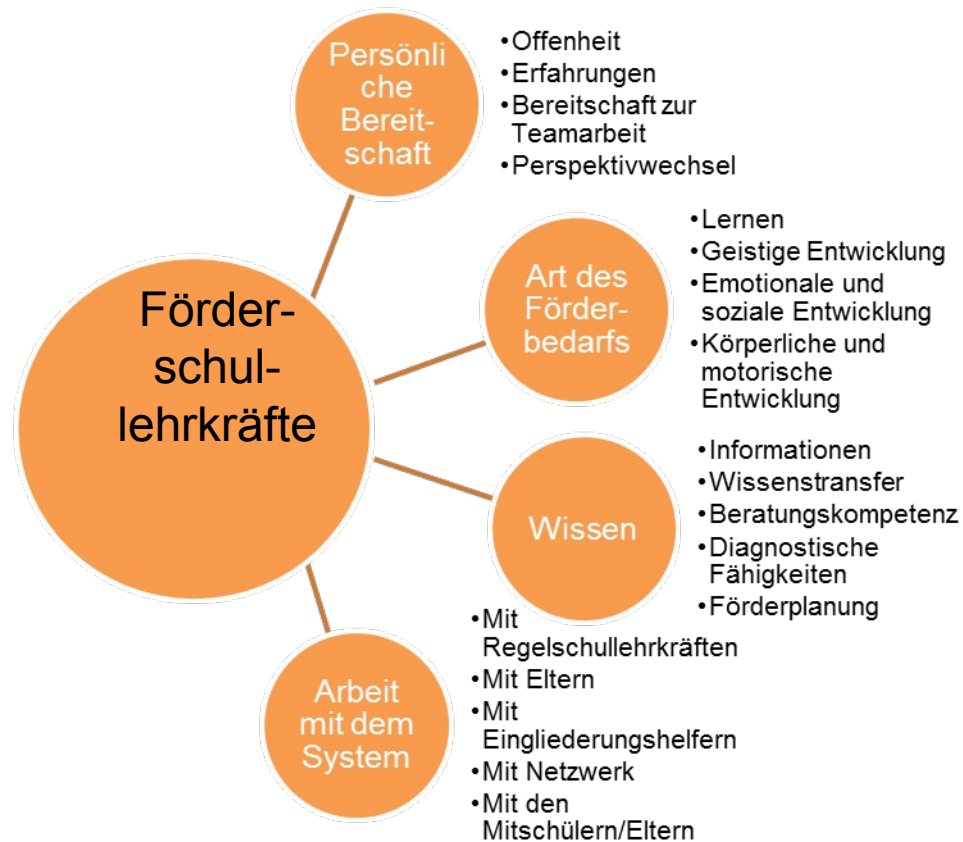 Förder-
schul-
lehrkräfte
Persönli
che
Bereit-
schaft
•Offenheit
•Erfahrungen
•Bereitschaft zur
Teamarbeit
•Perspektivwechsel
Art des
Förder-
bedarfs
•Lernen
•Geistige Entwicklung
•Emotionale und
soziale Entwicklung
•Körperliche und
motorische
Entwicklung
Wissen
•Informationen
•Wissenstransfer
•Beratungskompetenz
•Diagnostische
Fähigkeiten
•Förderplanung
Arbeit
mit dem
System
•Mit
Regelschullehrkräften
•Mit Eltern
•Mit
Eingliederungshelfern
•Mit Netzwerk
•Mit den
Mitschülern/Eltern